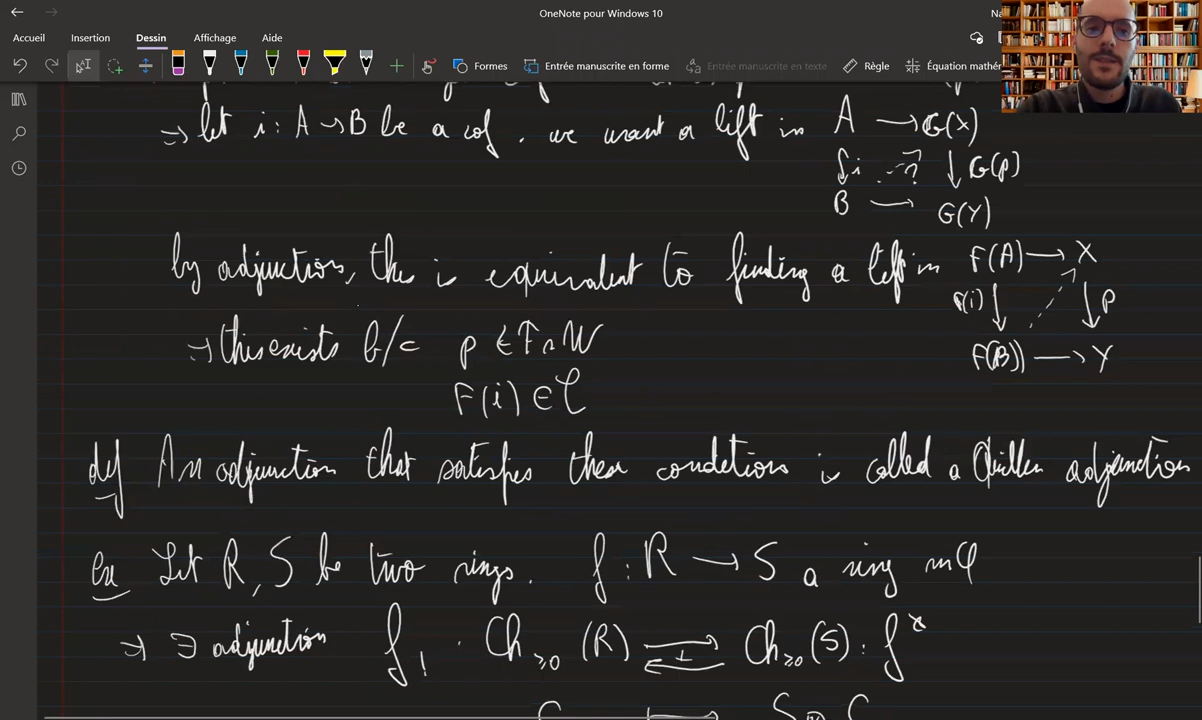 OneNote pour Windows 10
Accueil Insertion Dessin Affichage Aide
Formes Entrée manuscrite en forme Entrée manuscrite en texte Règle Équation mathé
→ let i: A → B be a cof. we want a lift in A → G(X)
↓ i ? ↓ G(p)
B → G(Y)
by adjunction, this is equivalent to finding a lift in F(A) → X
F(i) ↓ ↓ p
F(B) → Y
→ this exists b/c p ∈ F ∩ W
F(i) ∈ C
def An adjunction that satisfies these conditions is called a Quillen adjunction
ex Let R, S be two rings. f: R → S a ring mφ
→ ∃ adjunction f! : Ch≥0 (R) ⇄ Ch≥0 (S) : f*